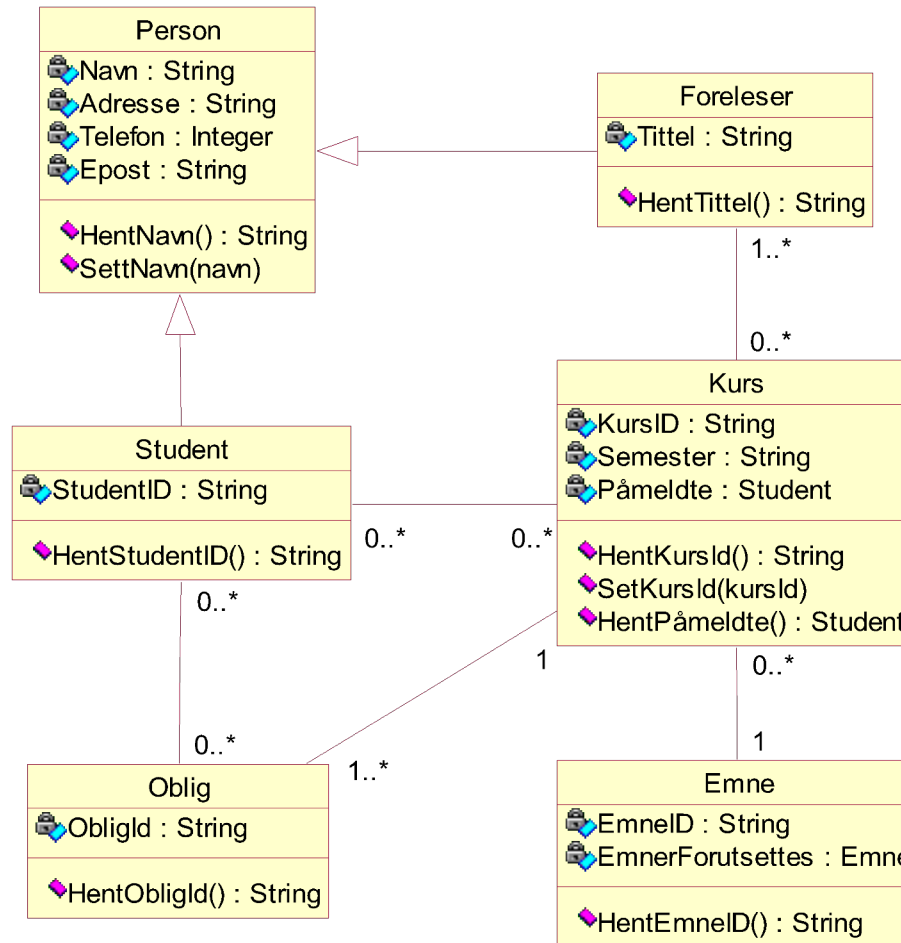 Person
Navn : String
Adresse : String
Telefon : Integer
Epost : String
HentNavn() : String
SettNavn(navn)
Foreleser
Tittel : String
HentTittel() : String
1..*
0..*
Kurs
KursID : String
Semester : String
Påmeldte : Student
HentKursId() : String
SetKursId(kursId)
HentPåmeldte() : Student
Student
StudentID : String
HentStudentID() : String
0..*
0..*
0..*
0..*
1
1..*
0..*
1
Oblig
ObligId : String
HentObligId() : String
Emne
EmneID : String
EmnerForutsettes : Emne
HentEmneID() : String